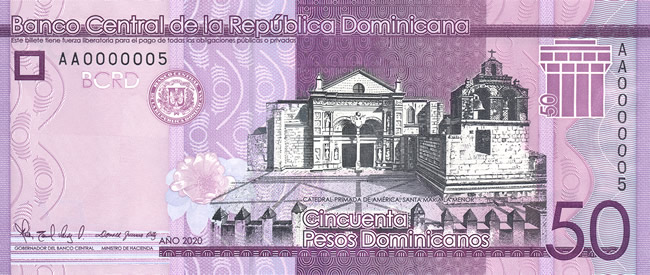 Banco Central de la República Dominicana
Este billete tiene fuerza liberatoria para el pago de todas las obligaciones públicas o privadas
AA0000005
BCRD
50
AA0000005
CATEDRAL PRIMADA DE AMÉRICA, SANTA MARÍA LA MENOR
Cincuenta
Pesos Dominicanos
50
GOBERNADOR DEL BANCO CENTRAL MINISTRO DE HACIENDA
AÑO 2020